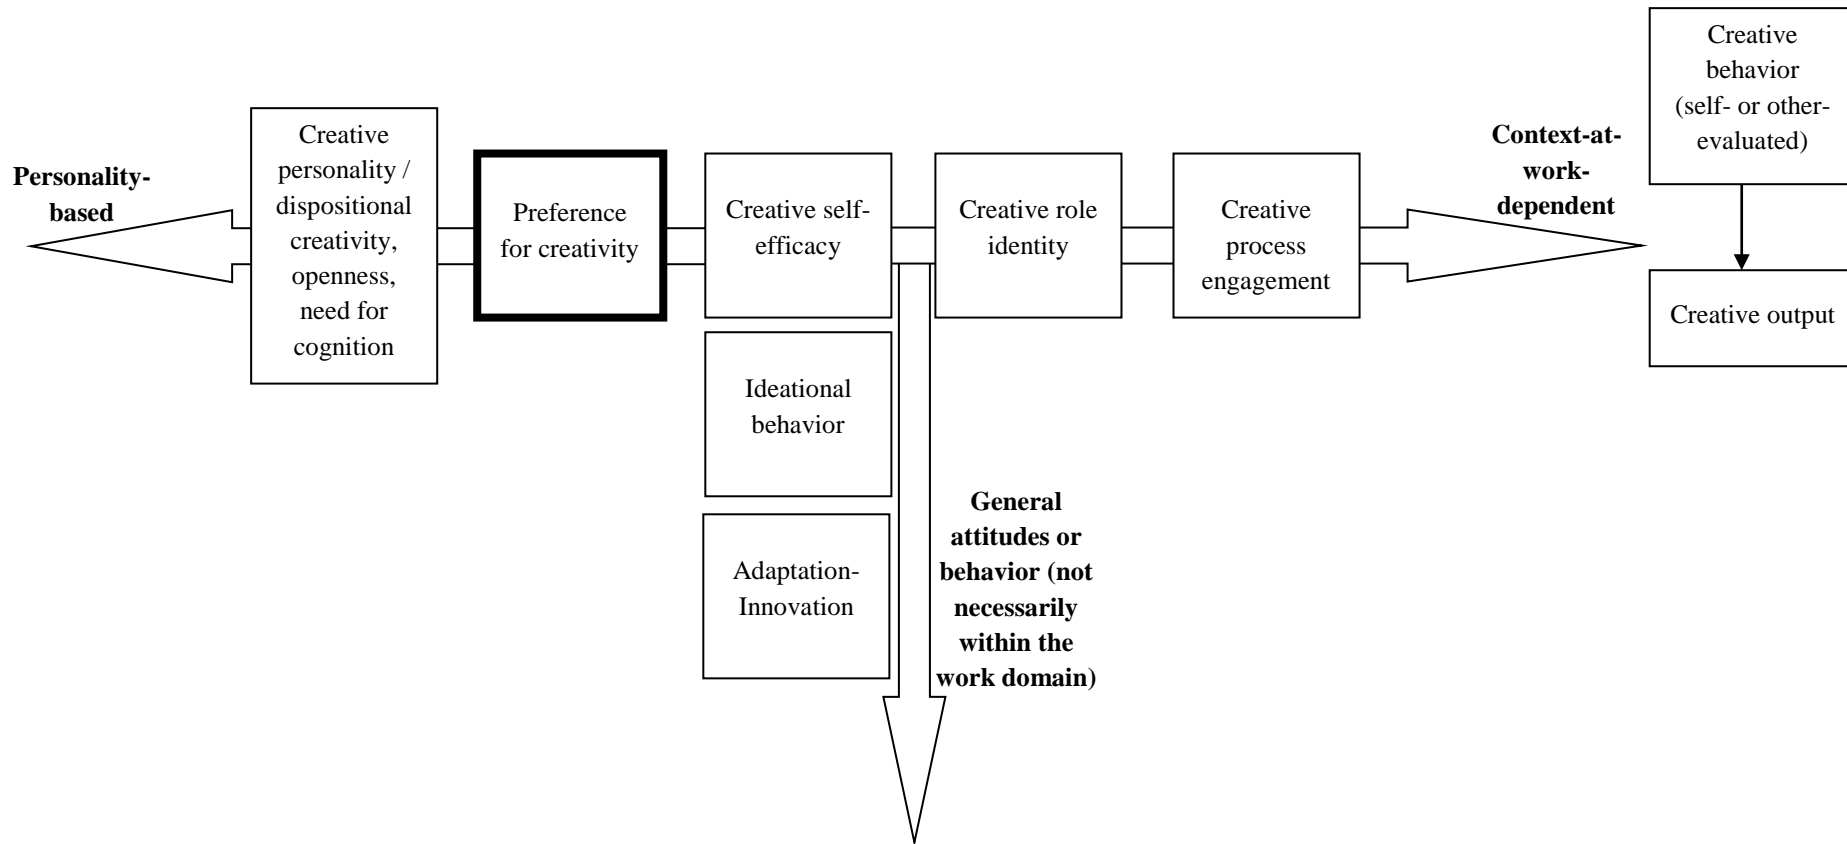 Personality-
based
Creative
personality /
dispositional
creativity,
openness,
need for
cognition
Preference
for creativity
Creative self-
efficacy
Ideational
behavior
Adaptation-
Innovation
General
attitudes or
behavior (not
necessarily
within the
work domain)
Creative role
identity
Creative
process
engagement
Context-at-
work-
dependent
Creative
behavior
(self- or other-
evaluated)
Creative output